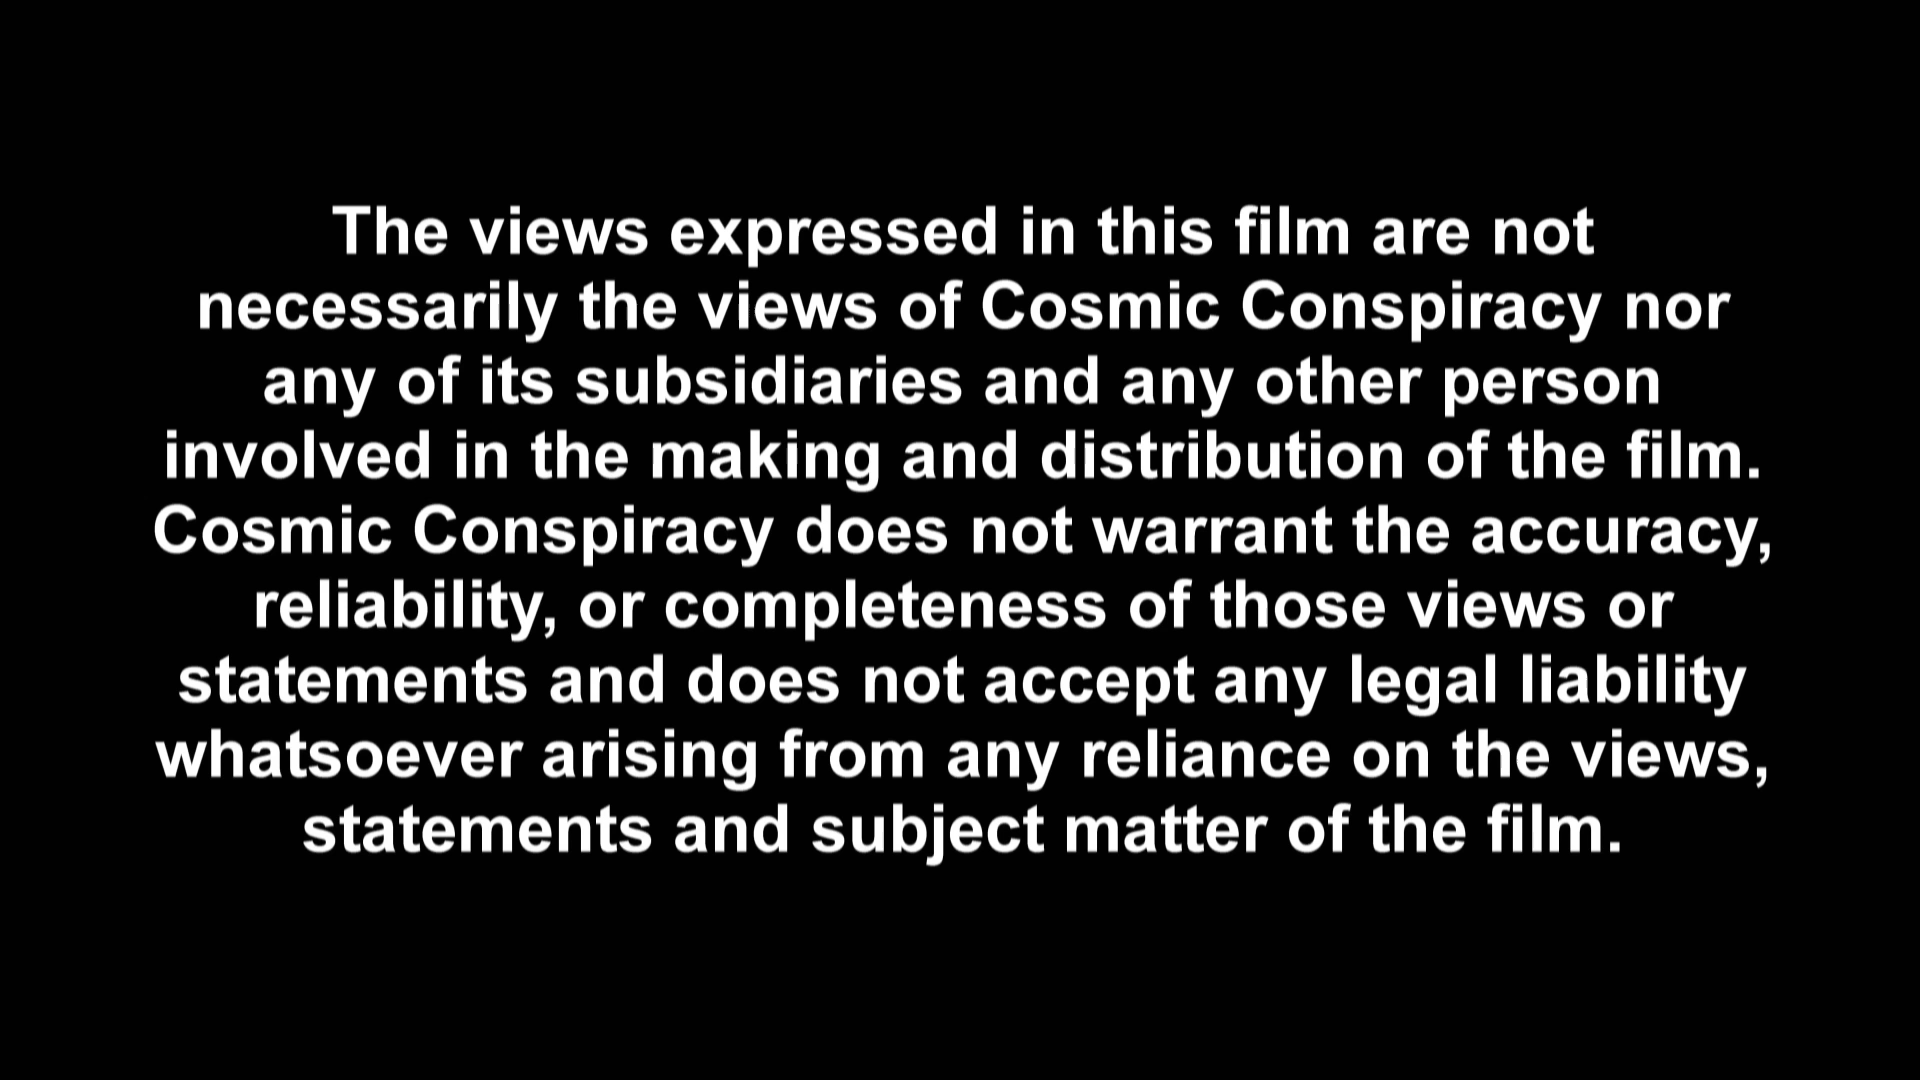 The views expressed in this film are not
necessarily the views of Cosmic Conspiracy nor
any of its subsidiaries and any other person
involved in the making and distribution of the film.
Cosmic Conspiracy does not warrant the accuracy,
reliability, or completeness of those views or
statements and does not accept any legal liability
whatsoever arising from any reliance on the views,
statements and subject matter of the film.